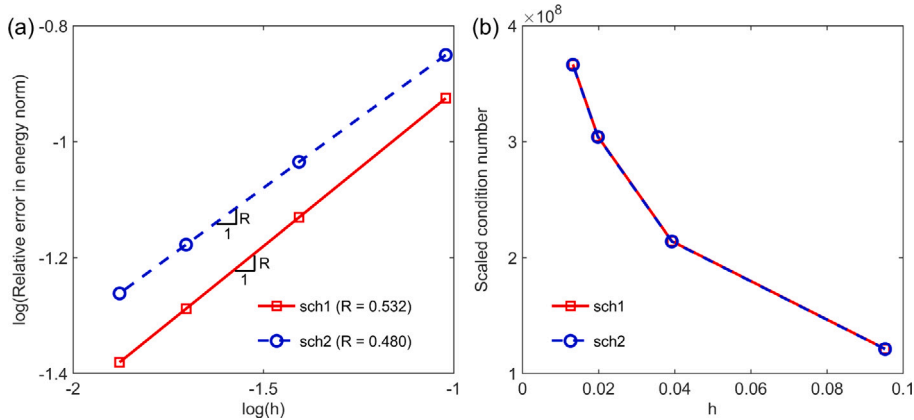 (a)
log(Relative error in energy norm)
-0.8
-1
-1.2
-1.4
R
1
R
1
sch1 (R = 0.532)
sch2 (R = 0.480)
-2
-1.5
-1
log(h)
(b)
×10⁸
Scaled condition number
4
3
2
1
sch1
sch2
0
0.02
0.04
0.06
0.08
0.1
h